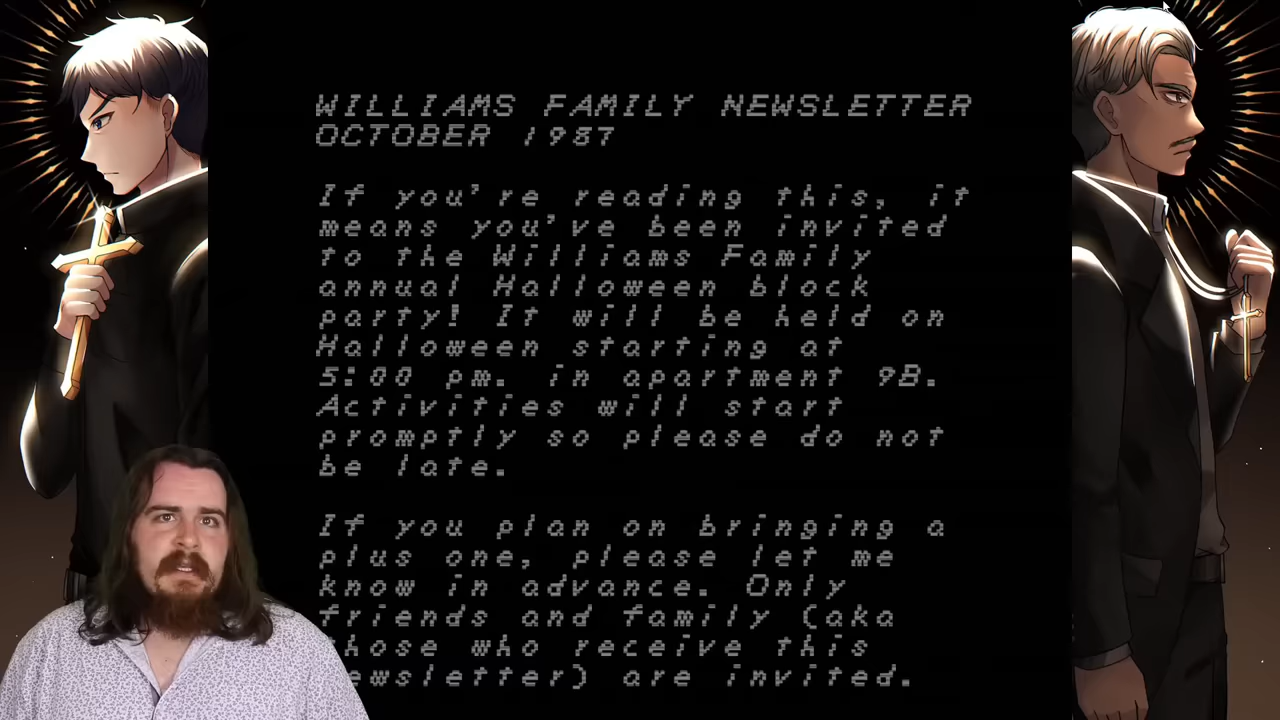 WILLIAMS FAMILY NEWSLETTER
OCTOBER 1987
If you're reading this, it
means you've been invited
to the Williams Family
annual Halloween block
party! It will be held on
Halloween starting at
5:00 pm. in apartment 9B.
Activities will start
promptly so please do not
be late.
If you plan on bringing a
plus one, please let me
know in advance. Only
friends and family (aka
those who receive this
newsletter) are invited.